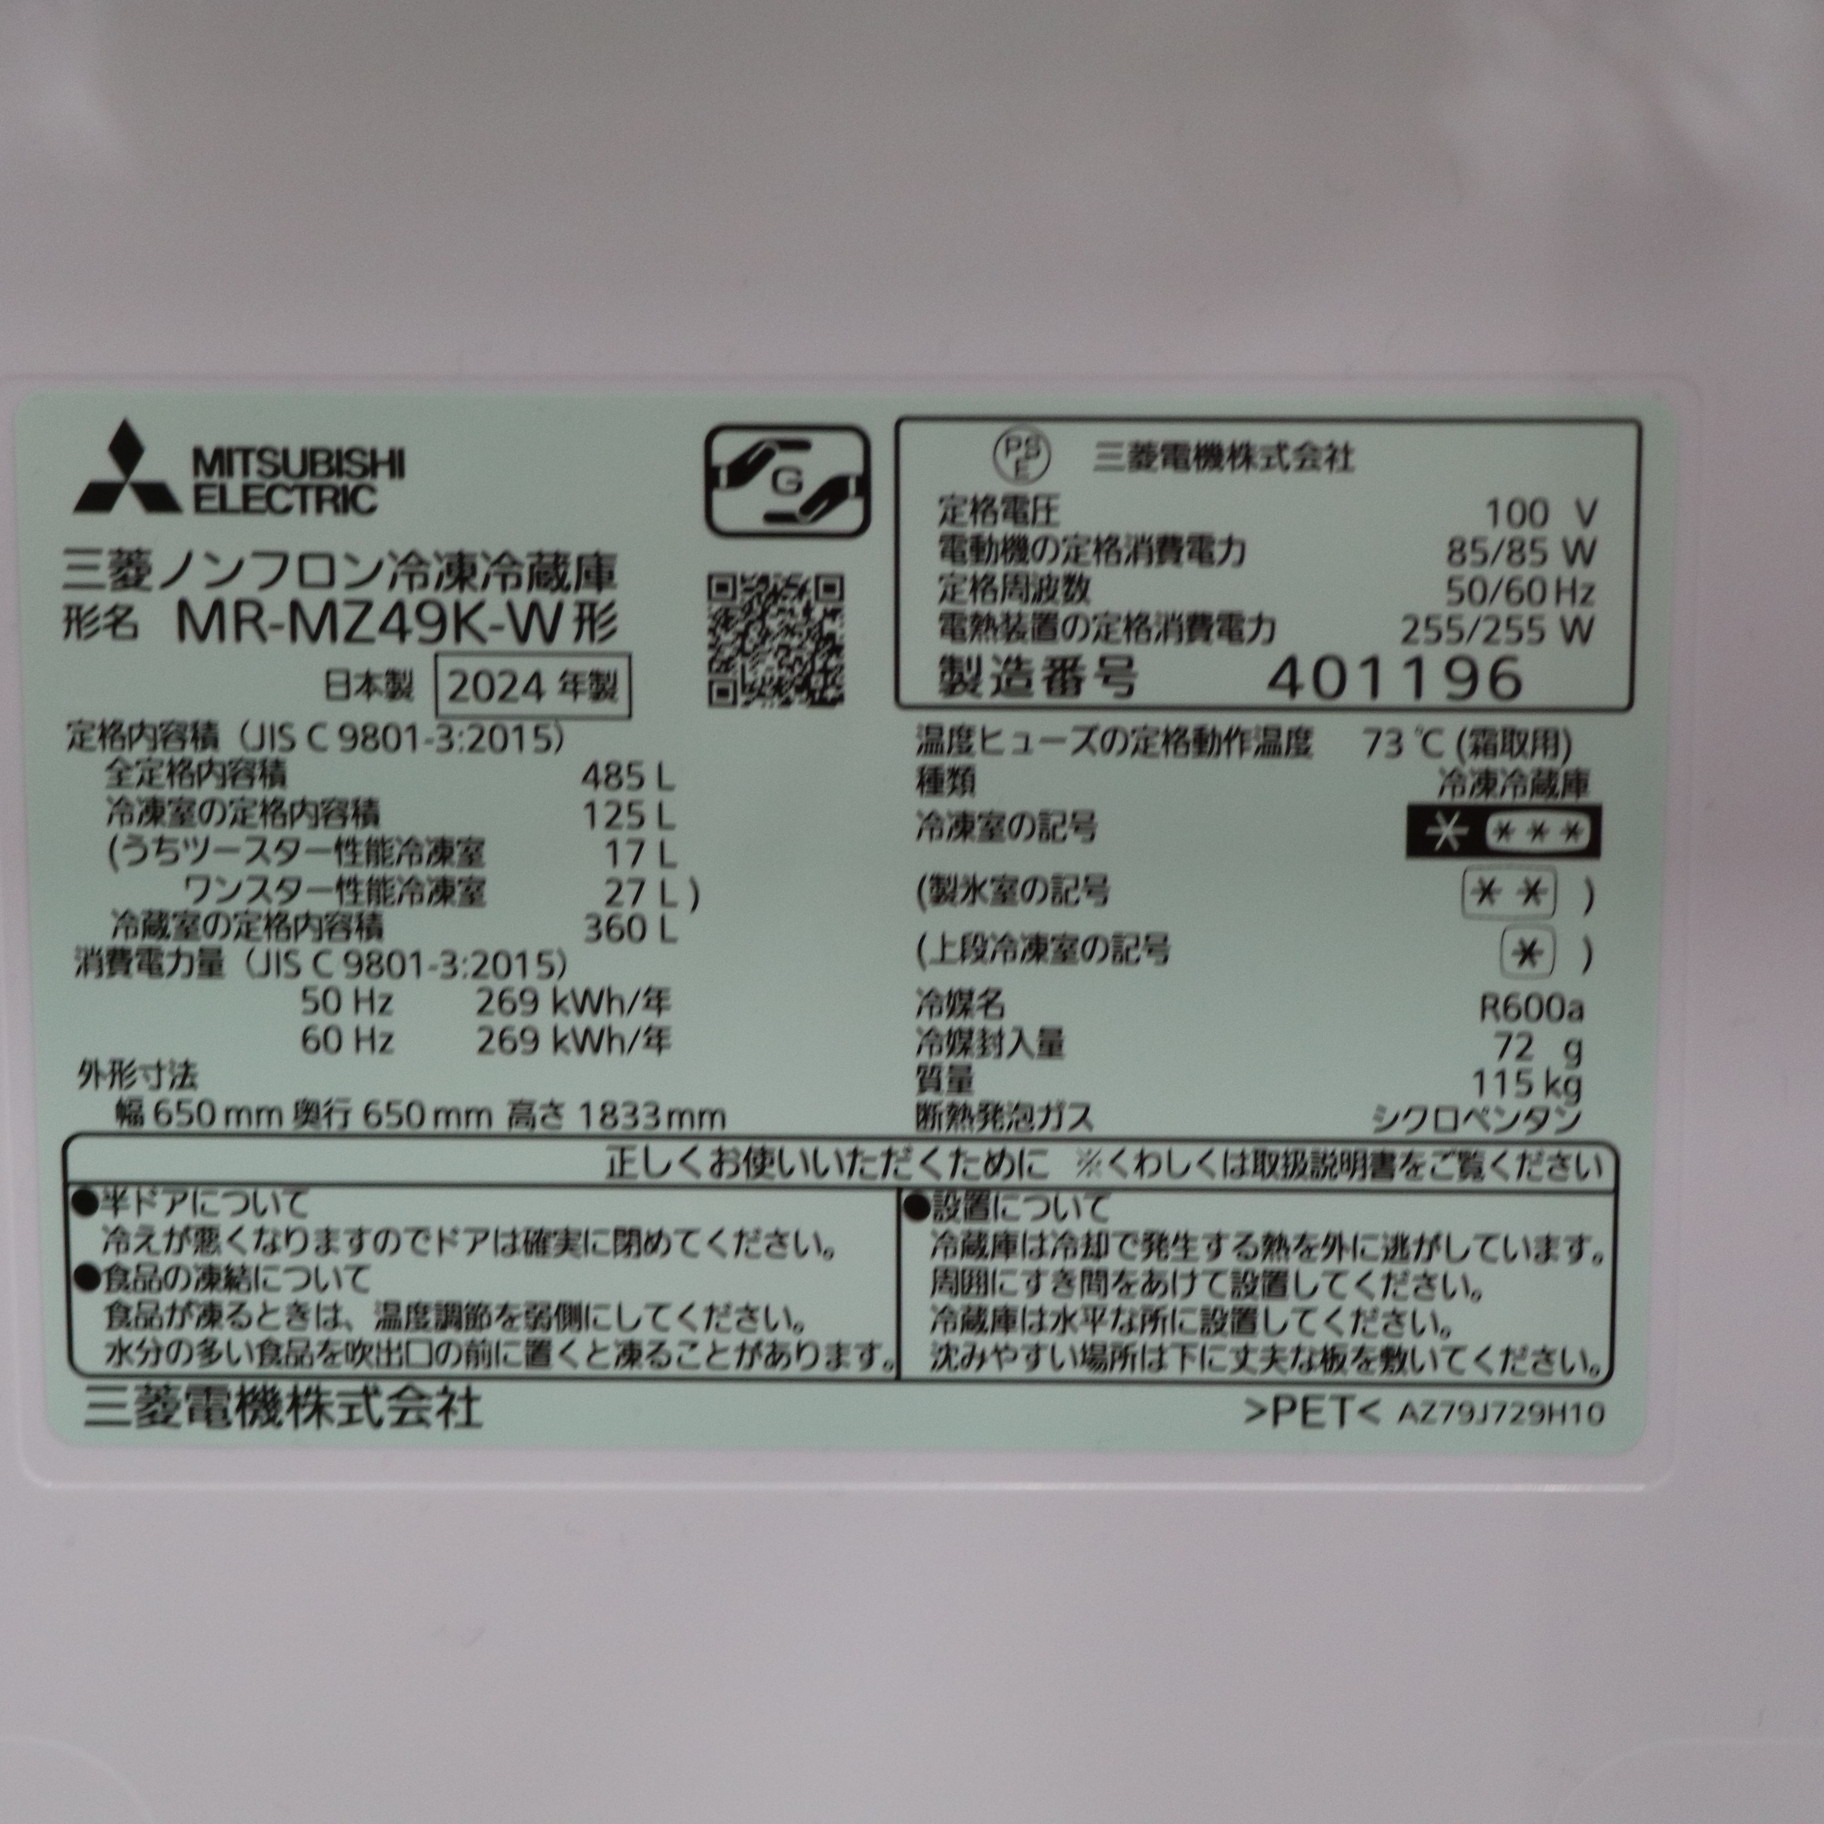 MITSUBISHI
ELECTRIC
三菱ノンフロン冷凍冷蔵庫
形名 MR-MZ49K-W形
日本製 2024年製
定格内容積（JIS C 9801-3:2015）
全定格内容積 485 L
冷凍室の定格内容積 125 L
(うちツースター性能冷凍室 17 L
ワンスター性能冷凍室 27 L )
冷蔵室の定格内容積 360 L
消費電力量（JIS C 9801-3:2015）
50 Hz 269 kWh/年
60 Hz 269 kWh/年
外形寸法
幅 650 mm 奥行 650 mm 高さ 1833 mm
G
PS
E
三菱電機株式会社
定格電圧 100 V
電動機の定格消費電力 85/85 W
定格周波数 50/60 Hz
電熱装置の定格消費電力 255/255 W
製造番号 401196
温度ヒューズの定格動作温度 73 ℃ (霜取用)
種類 冷凍冷蔵庫
冷凍室の記号 * ***
(製氷室の記号 ** )
(上段冷凍室の記号 * )
冷媒名 R600a
冷媒封入量 72 g
質量 115 kg
断熱発泡ガス シクロペンタン
正しくお使いいただくために ※くわしくは取扱説明書をご覧ください
●半ドアについて
冷えが悪くなりますのでドアは確実に閉めてください。
●食品の凍結について
食品が凍るときは、温度調節を弱側にしてください。
水分の多い食品を吹出口の前に置くと凍ることがあります。
●設置について
冷蔵庫は冷却で発生する熱を外に逃がしています。
周囲にすき間をあけて設置してください。
冷蔵庫は水平な所に設置してください。
沈みやすい場所は下に丈夫な板を敷いてください。
三菱電機株式会社
>PET< AZ79J729H10